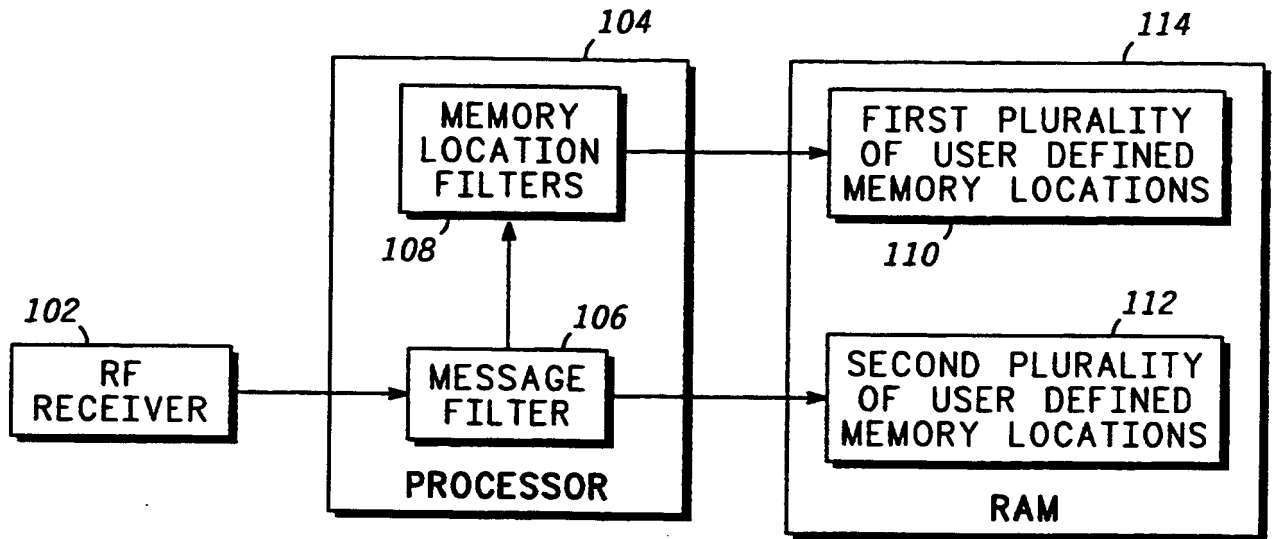 104
114
MEMORY
LOCATION
FILTERS
108
FIRST PLURALITY
OF USER DEFINED
MEMORY LOCATIONS
110
102
RF
RECEIVER
106
MESSAGE
FILTER
112
SECOND PLURALITY
OF USER DEFINED
MEMORY LOCATIONS
PROCESSOR
RAM